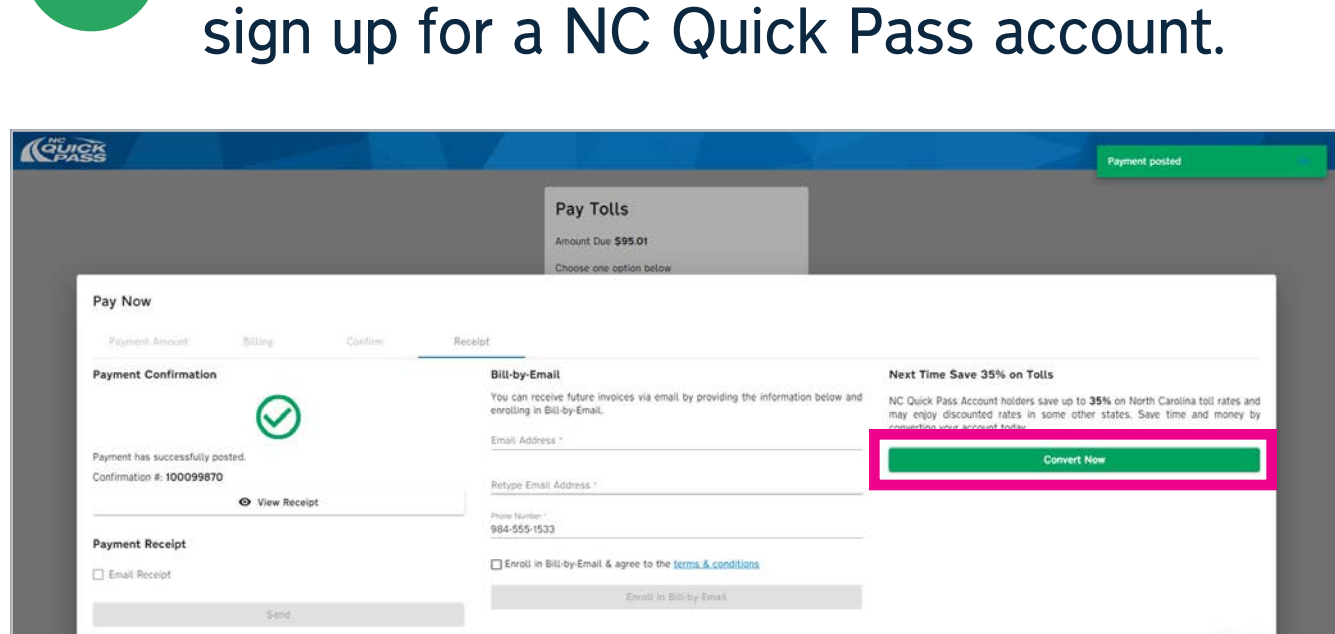 sign up for a NC Quick Pass account.
NC
QUICK
PASS
Payment posted
Pay Tolls
Amount Due $95.01
Choose one option below
Pay Now
Payment Amount Billing Confirm Receipt
Payment Confirmation
Payment has successfully posted.
Confirmation #: 100099870
View Receipt
Payment Receipt
Email Receipt
Send
Bill-by-Email
You can receive future invoices via email by providing the information below and
enrolling in Bill-by-Email.
Email Address *
Retype Email Address *
Phone Number *
984-555-1533
Enroll in Bill-by-Email & agree to the terms & conditions
Enroll in Bill-by-Email
Next Time Save 35% on Tolls
NC Quick Pass Account holders save up to 35% on North Carolina toll rates and
may enjoy discounted rates in some other states. Save time and money by
converting your account today.
Convert Now